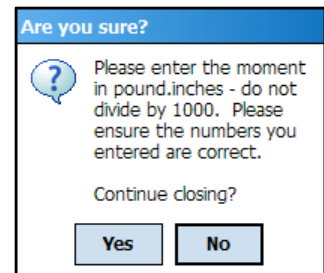 Are you sure?
Please enter the moment
in pound.inches - do not
divide by 1000.  Please
ensure the numbers you
entered are correct.
Continue closing?
Yes
No